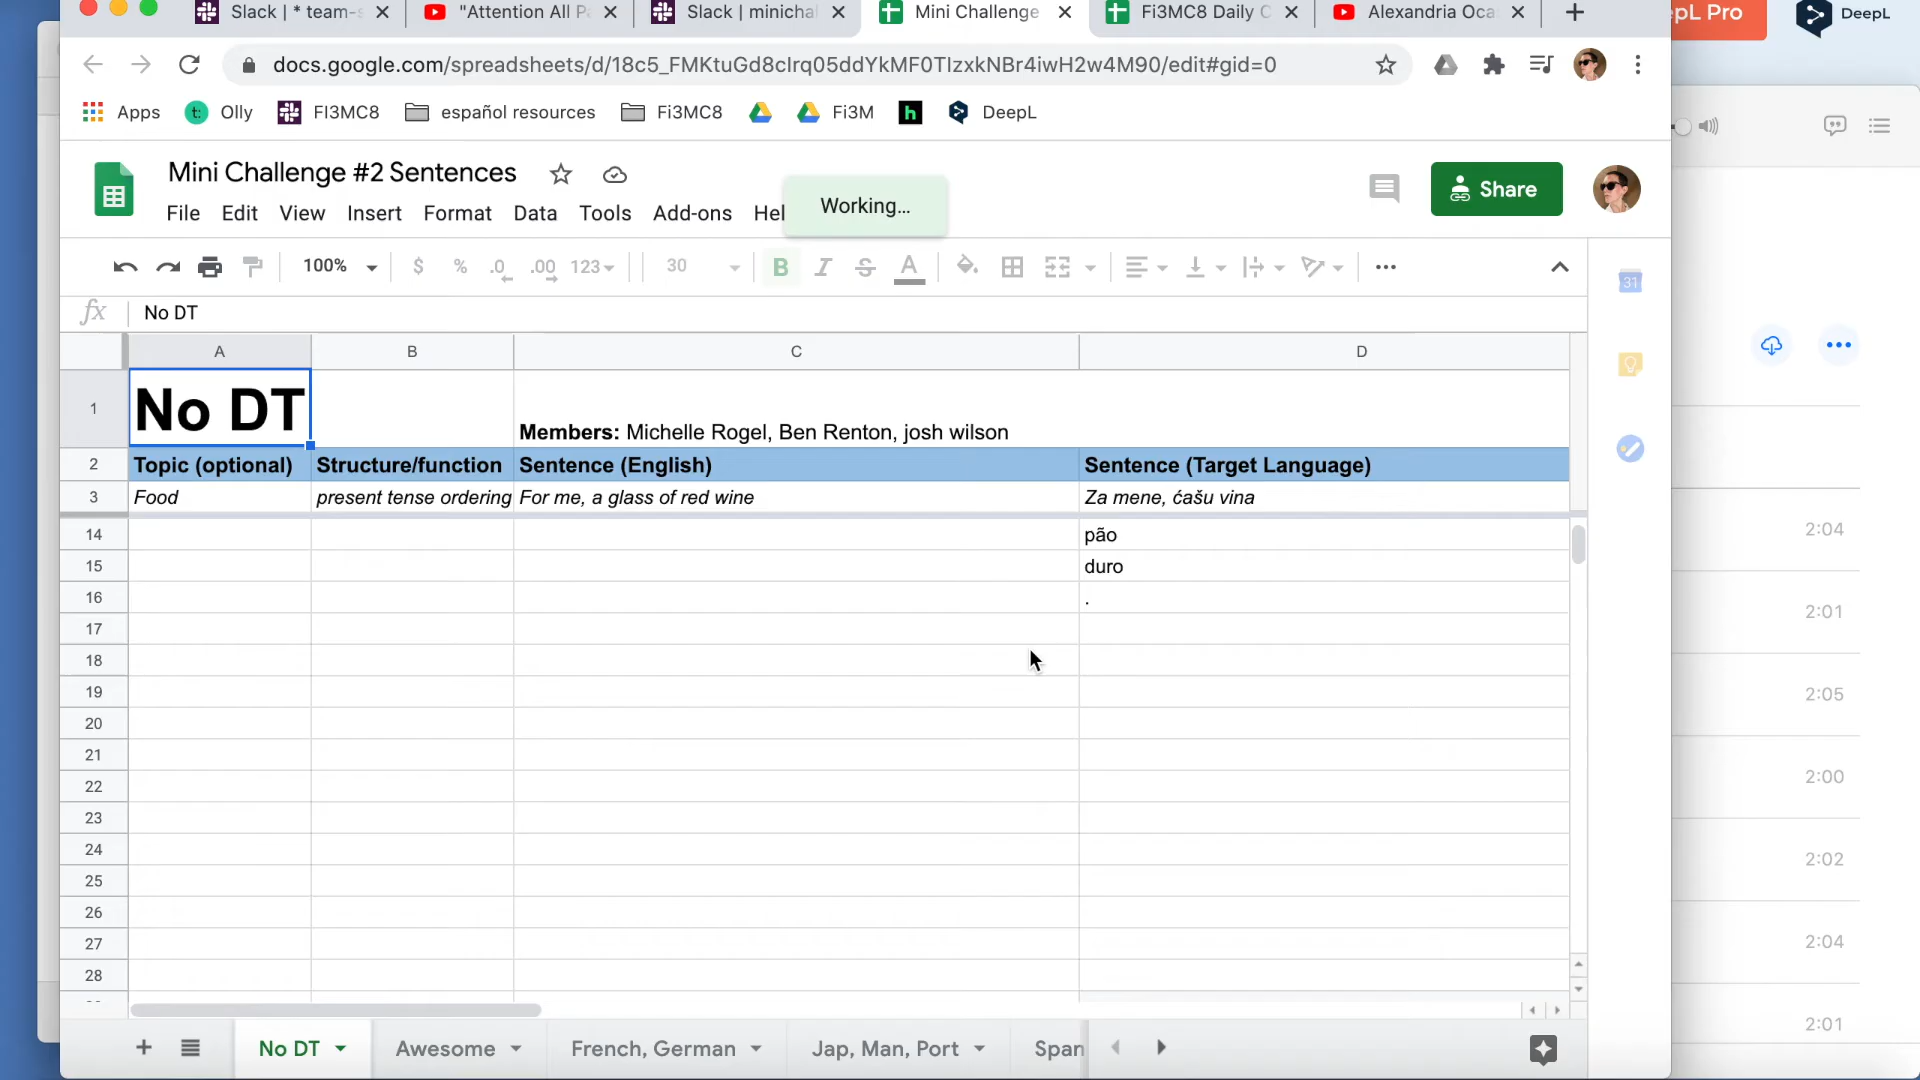 Slack | * team-s
"Attention All Pa
Slack | minichal
Mini Challenge
Fi3MC8 Daily C
Alexandria Oca
epL Pro
DeepL
docs.google.com/spreadsheets/d/18c5_FMKtuGd8clrq05ddYkMF0TIzxkNBr4iwH2w4M90/edit#gid=0
Apps
Olly
FI3MC8
español resources
Fi3MC8
Fi3M
DeepL
Mini Challenge #2 Sentences
Working...
Share
File Edit View Insert Format Data Tools Add-ons Hel
100% $ % .0 .00 123 30 B I S A
31
fx No DT
A B C D
1 No DT Members: Michelle Rogel, Ben Renton, josh wilson
2 Topic (optional) Structure/function Sentence (English) Sentence (Target Language)
3 Food present tense ordering For me, a glass of red wine Za mene, ćašu vina
14 pão
15 duro
16 .
17
18
19
20
21
22
23
24
25
26
27
28
2:04
2:01
2:05
2:00
2:02
2:04
2:01
No DT Awesome French, German Jap, Man, Port Span